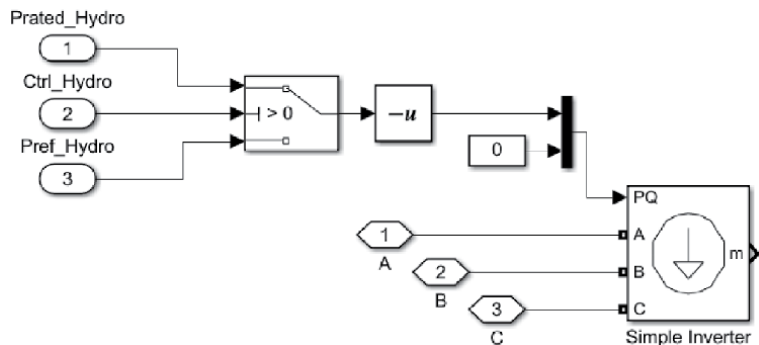 Prated_Hydro
1
Ctrl_Hydro
2
> 0
-u
Pref_Hydro
3
0
PQ
1
A
A
m
2
B
B
3
C
C
Simple Inverter